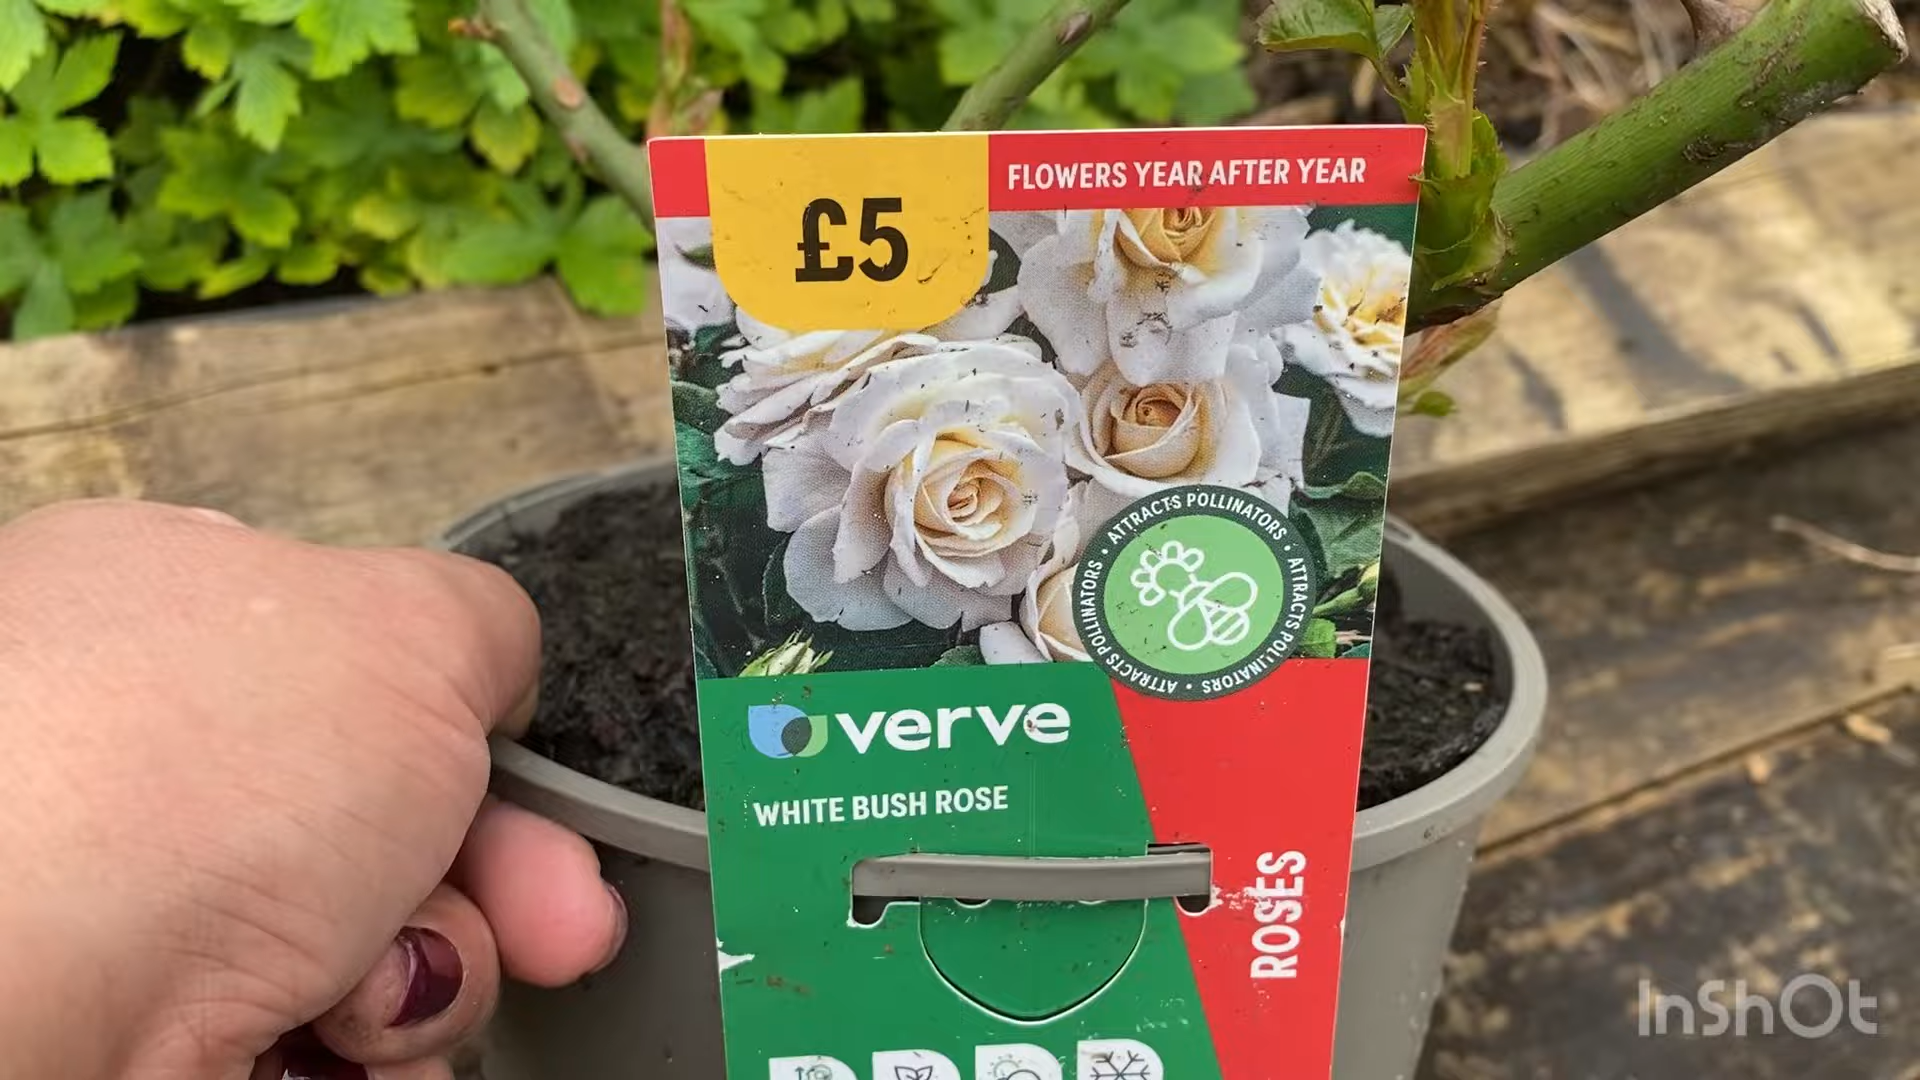 £5
FLOWERS YEAR AFTER YEAR
ATTRACTS POLLINATORS • ATTRACTS POLLINATORS • ATTRACTS POLLINATORS •
verve
WHITE BUSH ROSE
ROSES
InShOt